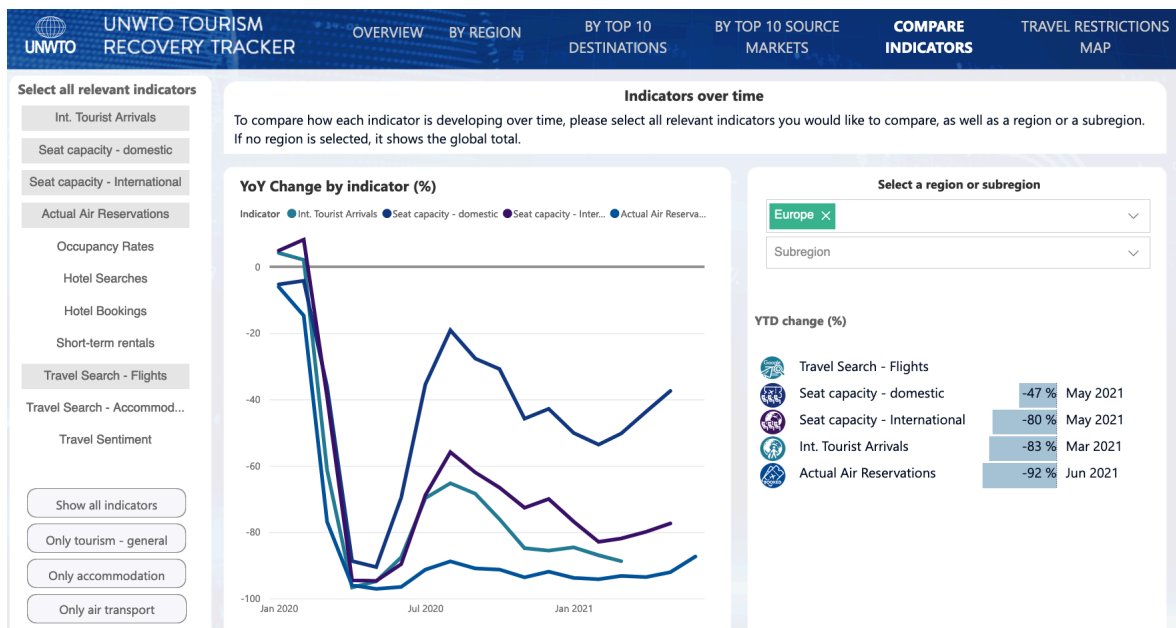 UNWTO
UNWTO TOURISM
RECOVERY TRACKER
OVERVIEW
BY REGION
BY TOP 10
DESTINATIONS
BY TOP 10 SOURCE
MARKETS
COMPARE
INDICATORS
TRAVEL RESTRICTIONS
MAP
Select all relevant indicators
Int. Tourist Arrivals
Seat capacity - domestic
Seat capacity - International
Actual Air Reservations
Occupancy Rates
Hotel Searches
Hotel Bookings
Short-term rentals
Travel Search - Flights
Travel Search - Accommod...
Travel Sentiment
Show all indicators
Only tourism - general
Only accommodation
Only air transport
Indicators over time
To compare how each indicator is developing over time, please select all relevant indicators you would like to compare, as well as a region or a subregion.
If no region is selected, it shows the global total.
YoY Change by indicator (%)
Indicator Int. Tourist Arrivals Seat capacity - domestic Seat capacity - Inter... Actual Air Reserva...
0
-20
-40
-60
-80
-100
Jan 2020 Jul 2020 Jan 2021
Select a region or subregion
Europe
Subregion
YTD change (%)
Travel Search - Flights
Seat capacity - domestic -47 % May 2021
Seat capacity - International -80 % May 2021
Int. Tourist Arrivals -83 % Mar 2021
Actual Air Reservations -92 % Jun 2021